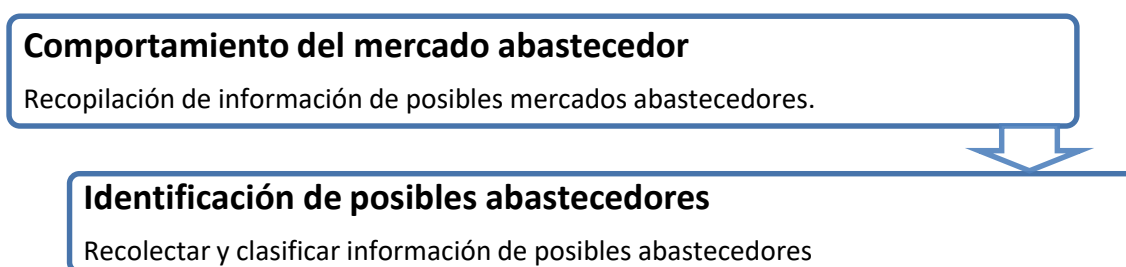 Comportamiento del mercado abastecedor
Recopilación de información de posibles mercados abastecedores.
Identificación de posibles abastecedores
Recolectar y clasificar información de posibles abastecedores